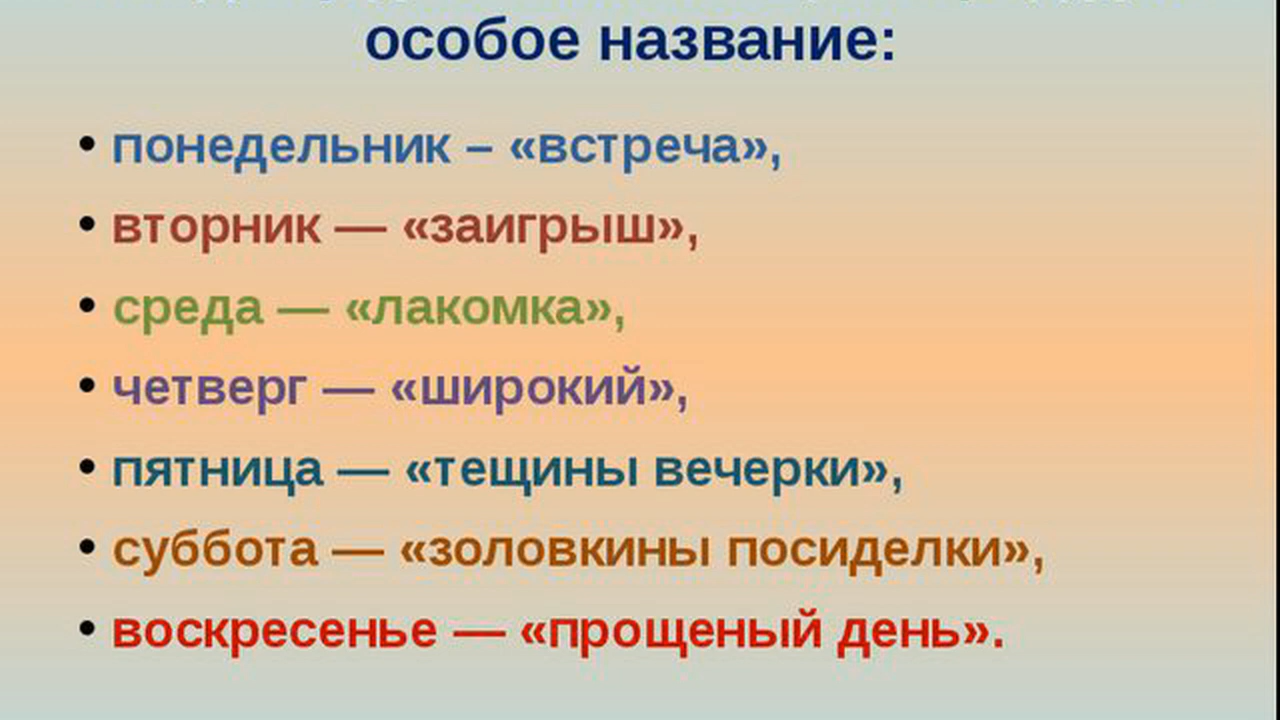 особое название:
• понедельник – «встреча»,
• вторник — «заигрыш»,
• среда — «лакомка»,
• четверг — «широкий»,
• пятница — «тещины вечерки»,
• суббота — «золовкины посиделки»,
• воскресенье — «прощеный день».